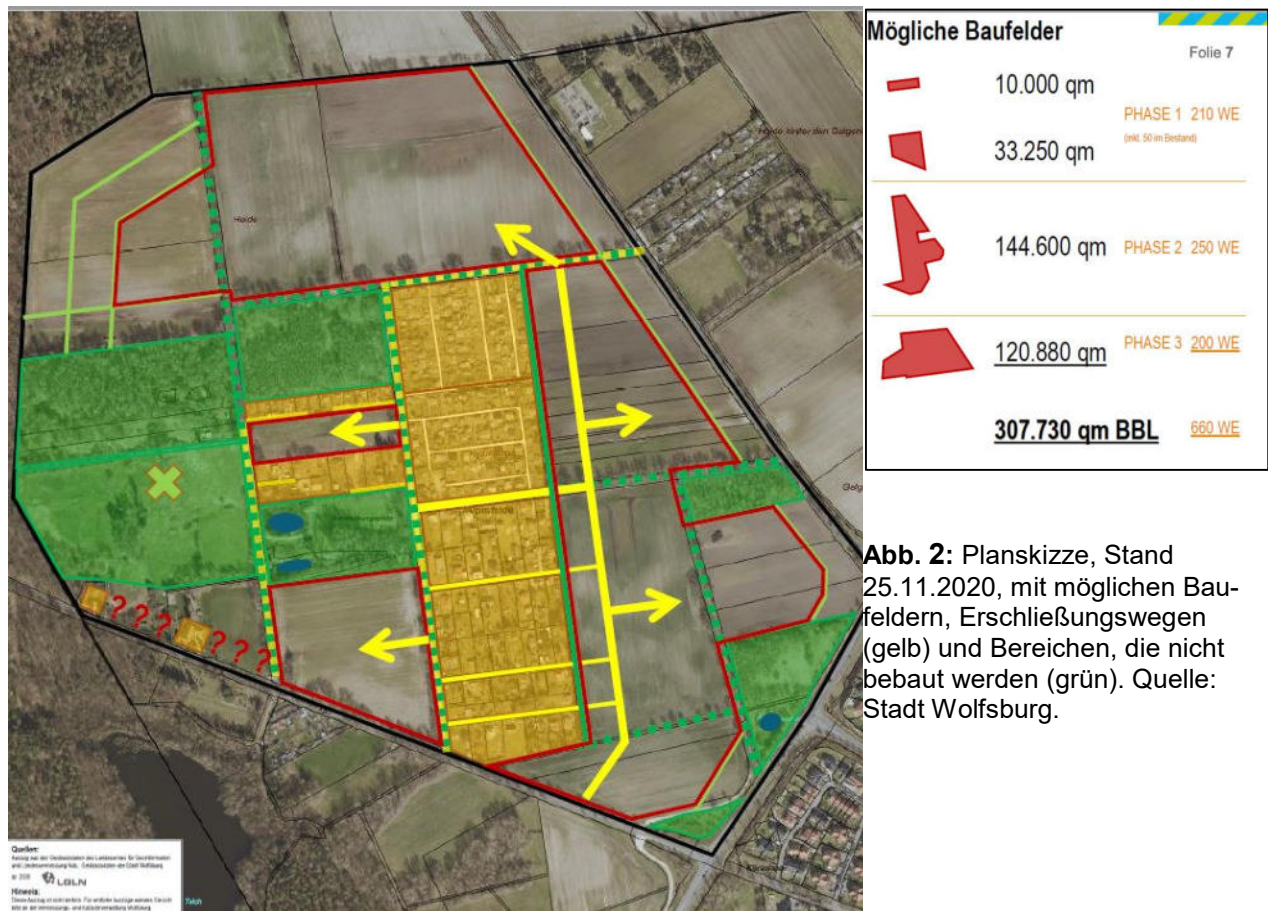 Mögliche Baufelder
Folie 7
10.000 qm
PHASE 1 210 WE
(inkl. 50 im Bestand)
33.250 qm
144.600 qm PHASE 2 250 WE
120.880 qm PHASE 3 200 WE
307.730 qm BBL 660 WE
Abb. 2: Planskizze, Stand
25.11.2020, mit möglichen Bau-
feldern, Erschließungswegen
(gelb) und Bereichen, die nicht
bebaut werden (grün). Quelle:
Stadt Wolfsburg.
Heide
? ? ? ? ? ?
Quellen:
LGLN
Hinweis:
Teich